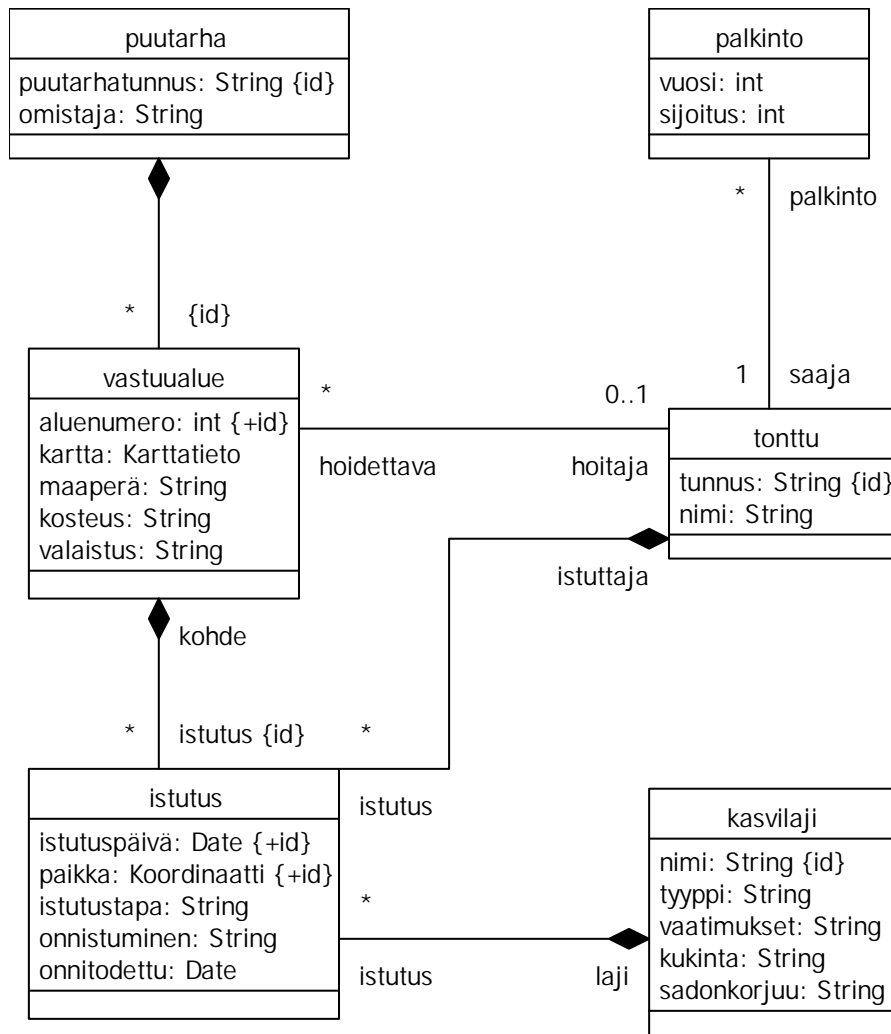 puutarha
puutarhatunnus: String {id}
omistaja: String
palkinto
vuosi: int
sijoitus: int
* palkinto
* {id}
1 saaja
vastuualue
aluenumero: int {+id}
kartta: Karttatieto
maaperä: String
kosteus: String
valaistus: String
* 0..1
hoidettava hoitaja
tonttu
tunnus: String {id}
nimi: String
istuttaja
kohde
* istutus {id} *
istutus
istutus
istutuspäivä: Date {+id}
paikka: Koordinaatti {+id}
istutustapa: String
onnistuminen: String
onnitodettu: Date
*
istutus laji
kasvilaji
nimi: String {id}
tyyppi: String
vaatimukset: String
kukinta: String
sadonkorjuu: String